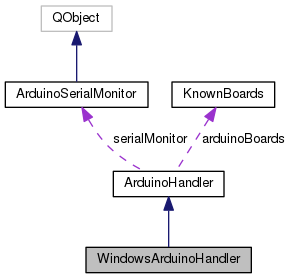 QObject
ArduinoSerialMonitor
KnownBoards
serialMonitor
arduinoBoards
ArduinoHandler
WindowsArduinoHandler